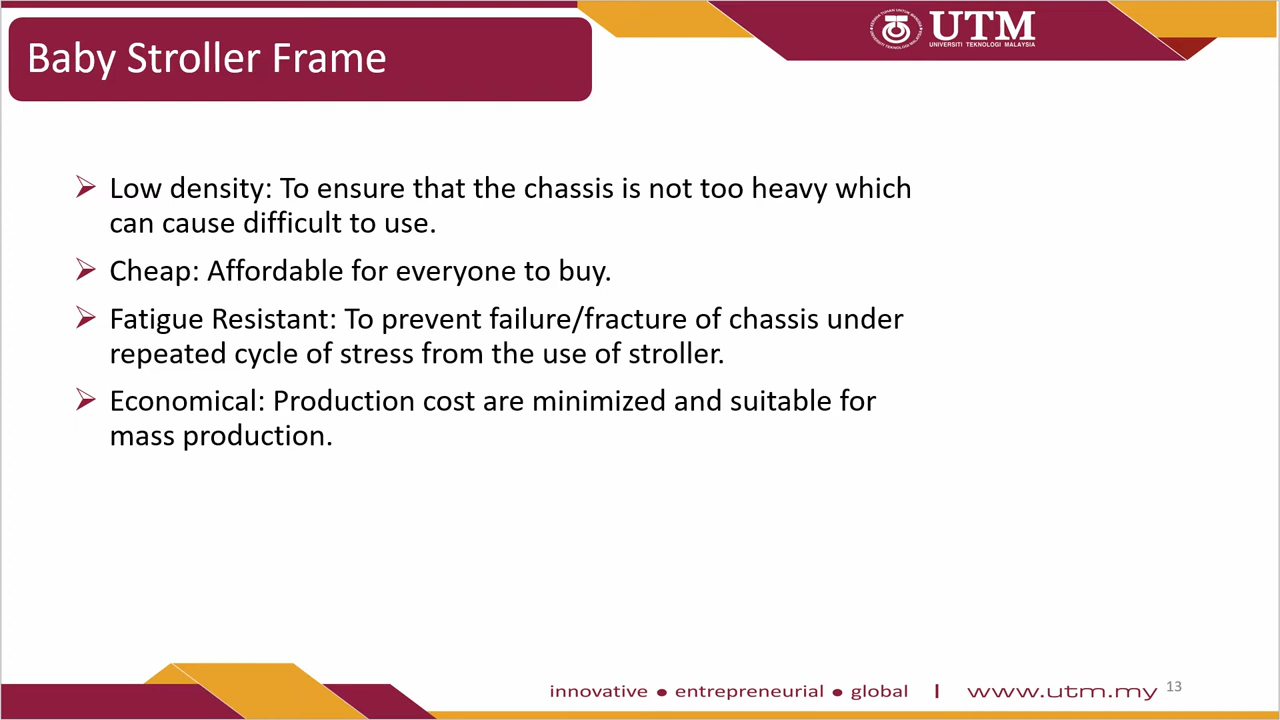 Baby Stroller Frame
UTM
UNIVERSITI TEKNOLOGI MALAYSIA
Low density: To ensure that the chassis is not too heavy which
can cause difficult to use.
Cheap: Affordable for everyone to buy.
Fatigue Resistant: To prevent failure/fracture of chassis under
repeated cycle of stress from the use of stroller.
Economical: Production cost are minimized and suitable for
mass production.
innovative ● entrepreneurial ● global | www.utm.my 13